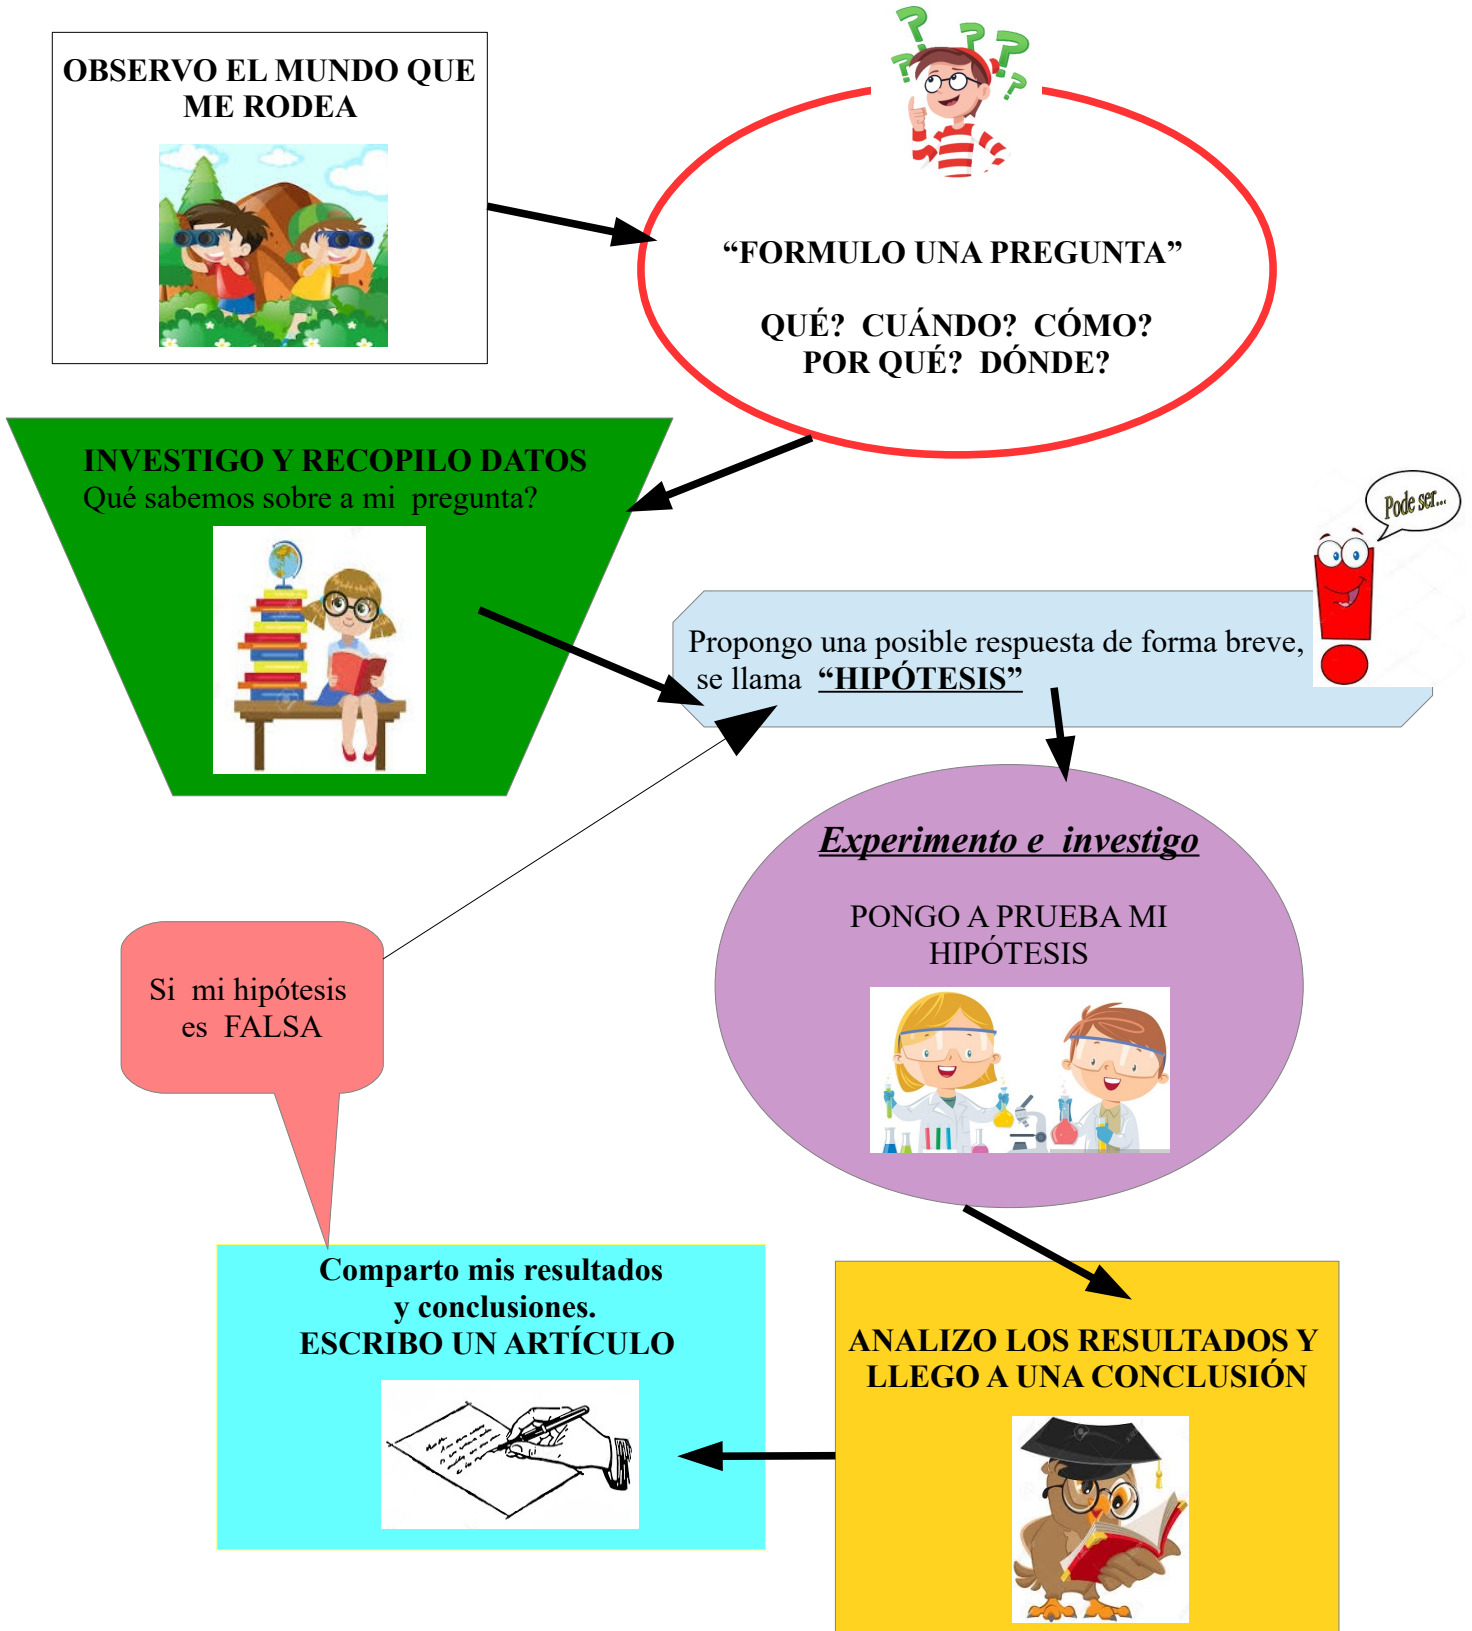 OBSERVO EL MUNDO QUE
ME RODEA
“FORMULO UNA PREGUNTA”
QUÉ? CUÁNDO? CÓMO?
POR QUÉ? DÓNDE?
INVESTIGO Y RECOPILO DATOS
Qué sabemos sobre a mi pregunta?
Pode ser...
Propongo una posible respuesta de forma breve,
se llama “HIPÓTESIS”
Experimento e investigo
PONGO A PRUEBA MI
HIPÓTESIS
Si mi hipótesis
es FALSA
Comparto mis resultados
y conclusiones.
ESCRIBO UN ARTÍCULO
ANALIZO LOS RESULTADOS Y
LLEGO A UNA CONCLUSIÓN